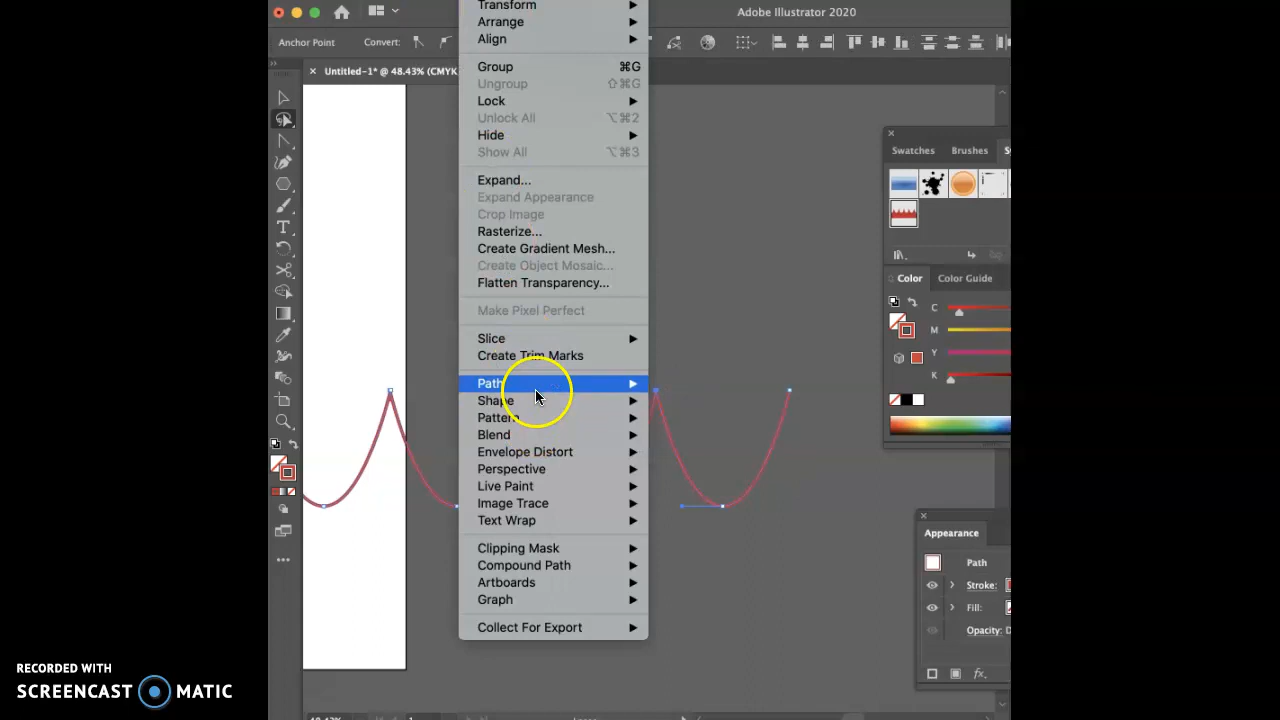 Adobe Illustrator 2020
Transform
Arrange
Align
Anchor Point
Convert:
Untitled-1* @ 48.43% (CMYK
Group ⌘G
Ungroup ⇧⌘G
Lock
Unlock All ⌥⌘2
Hide
Show All ⌥⌘3
Expand...
Expand Appearance
Crop Image
Rasterize...
Create Gradient Mesh...
Create Object Mosaic...
Flatten Transparency...
Make Pixel Perfect
Slice
Create Trim Marks
Path
Shape
Pattern
Blend
Envelope Distort
Perspective
Live Paint
Image Trace
Text Wrap
Clipping Mask
Compound Path
Artboards
Graph
Collect For Export
Swatches
Brushes
Color
Color Guide
C
M
Y
K
Appearance
Path
Stroke:
Fill:
Opacity: D
fx.
RECORDED WITH
SCREENCAST MATIC